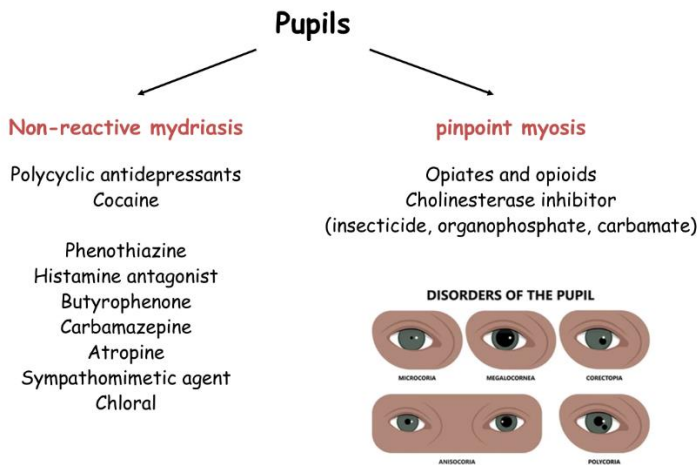 Pupils
Non-reactive mydriasis
Polycyclic antidepressants
Cocaine
Phenothiazine
Histamine antagonist
Butyrophenone
Carbamazepine
Atropine
Sympathomimetic agent
Chloral
pinpoint myosis
Opiates and opioids
Cholinesterase inhibitor
(insecticide, organophosphate, carbamate)
DISORDERS OF THE PUPIL
MICROCORIA
MEGALOCORNEA
CORECTOPIA
ANISOCORIA
POLYCORIA